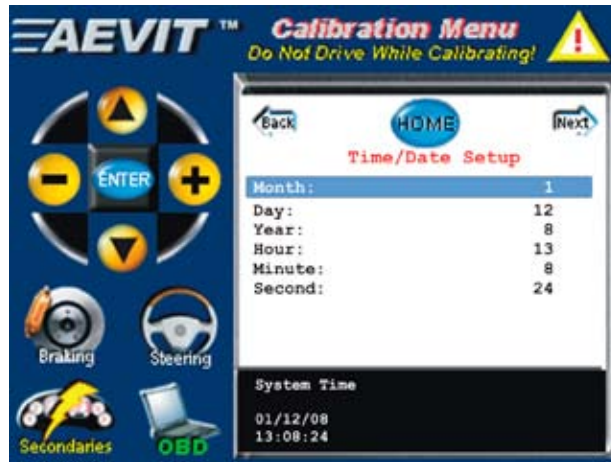 AEVIT ™
Calibration Menu
Do Not Drive While Calibrating!
!
Back
HOME
Next
Time/Date Setup
ENTER
Month: 1
Day: 12
Year: 8
Hour: 13
Minute: 8
Second: 24
Braking
Steering
Secondaries
OBD
System Time
01/12/08
13:08:24